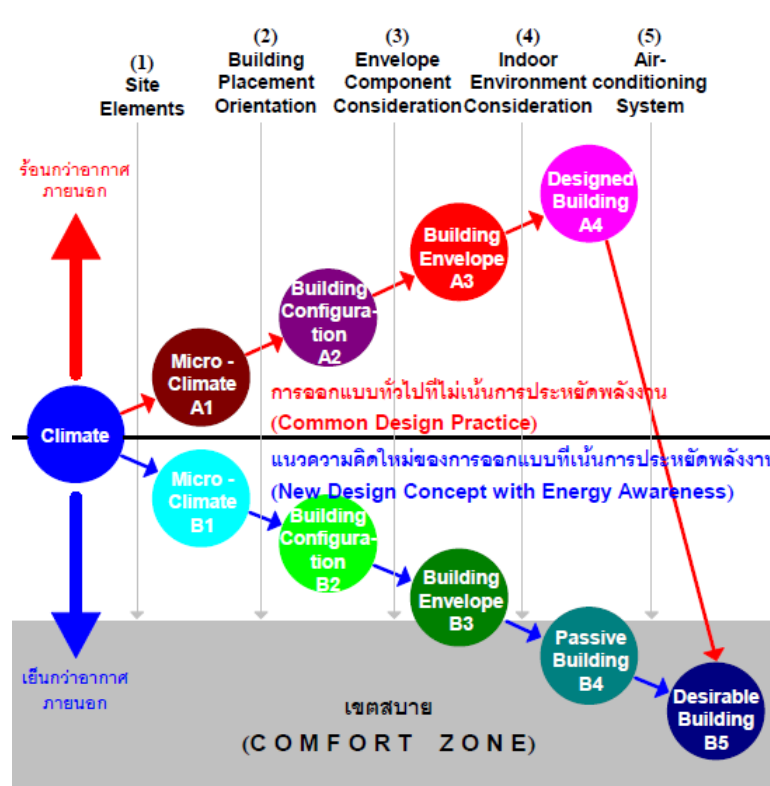 (1)
Site
Elements
(2)
Building
Placement
Orientation
(3)
Envelope
Component
Consideration
(4)
Indoor
Environment
Consideration
(5)
Air-
conditioning
System
ร้อนกว่าอากาศ
ภายนอก
Designed
Building
A4
Building
Envelope
A3
Building
Configura-
tion
A2
Micro -
Climate
A1
การออกแบบทั่วไปที่ไม่เน้นการประหยัดพลังงาน
(Common Design Practice)
Climate
แนวความคิดใหม่ของการออกแบบที่เน้นการประหยัดพลังงาน
(New Design Concept with Energy Awareness)
Micro -
Climate
B1
Building
Configura-
tion
B2
Building
Envelope
B3
Passive
Building
B4
Desirable
Building
B5
เย็นกว่าอากาศ
ภายนอก
เขตสบาย
(COMFORT ZONE)